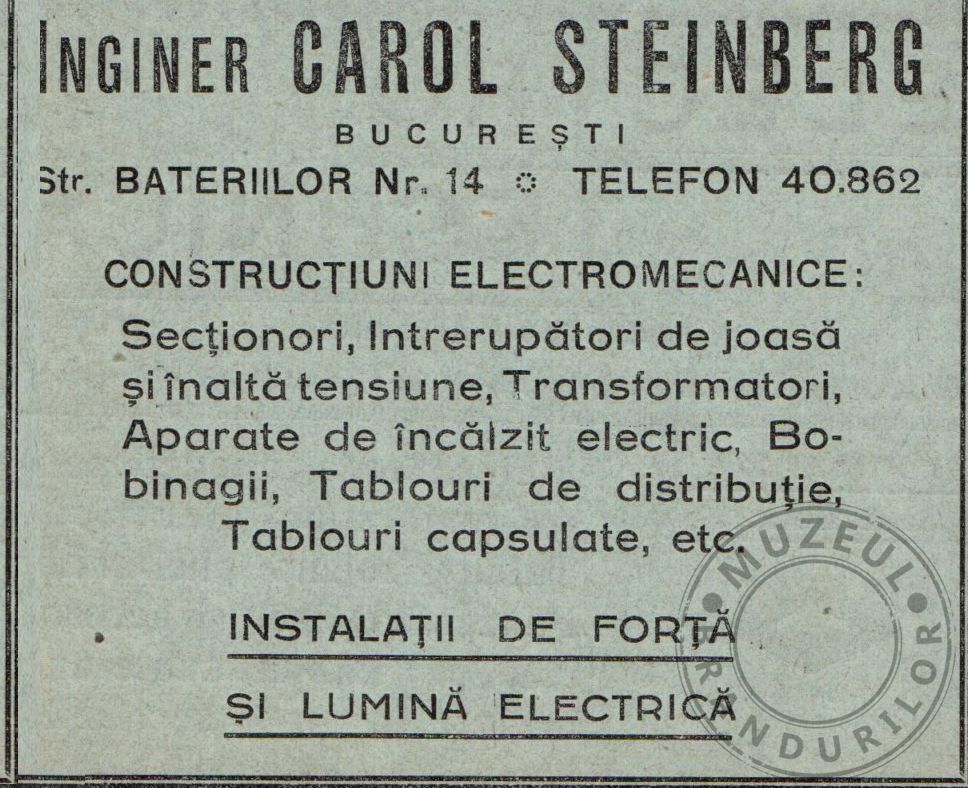 INGINER CAROL STEINBERG
BUCUREȘTI
Str. BATERIILOR Nr. 14 TELEFON 40.862
CONSTRUCȚIUNI ELECTROMECANICE:
Secționori, Intrerupători de joasă
și înaltă tensiune, Transformatori,
Aparate de încălzit electric, Bo-
binagii, Tablouri de distribuție,
Tablouri capsulate, etc.
INSTALAȚII DE FORȚĂ
ȘI LUMINĂ ELECTRICĂ
MUZEUL
BRANDURILOR